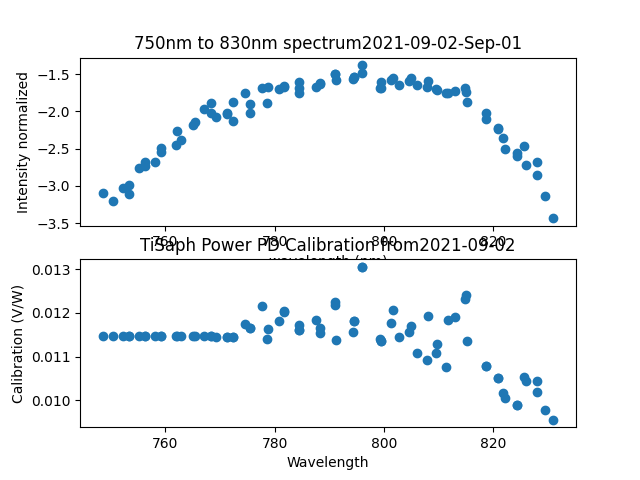 750nm to 830nm spectrum2021-09-02-Sep-01
−1.5
−2.0
−2.5
−3.0
−3.5
Intensity normalized
760 780 800 820
wavelength (nm)
TiSaph Power PD Calibration from2021-09-02
0.013
0.012
0.011
0.010
Calibration (V/W)
760 780 800 820
Wavelength